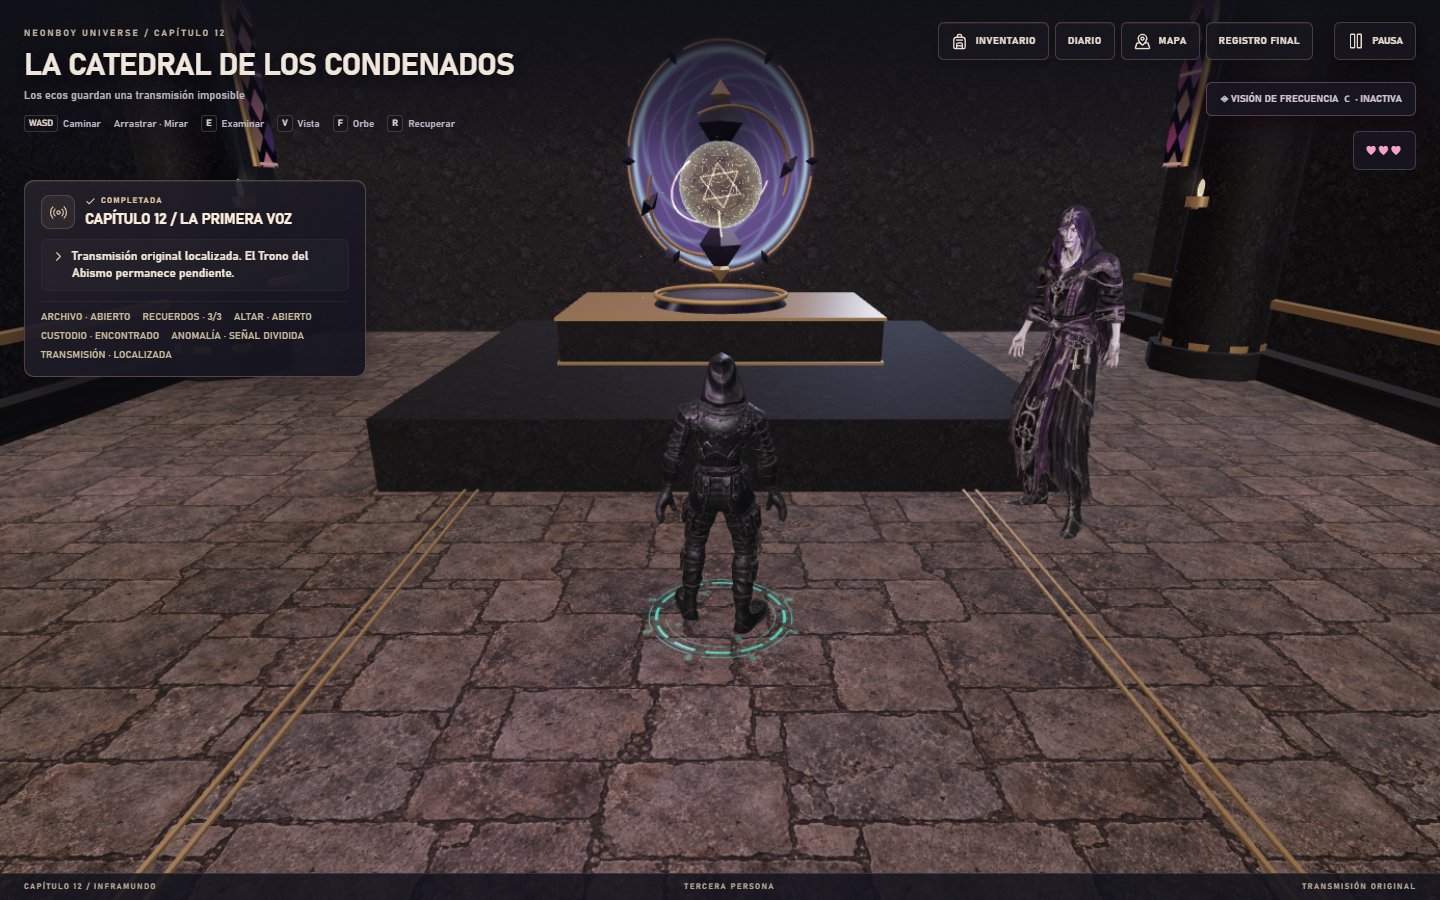 NEONBOY UNIVERSE / CAPÍTULO 12
LA CATEDRAL DE LOS CONDENADOS
Los ecos guardan una transmisión imposible
WASD Caminar Arrastrar · Mirar E Examinar V Vista F Orbe R Recuperar
INVENTARIO DIARIO MAPA REGISTRO FINAL PAUSA
VISIÓN DE FRECUENCIA C · INACTIVA
COMPLETADA
CAPÍTULO 12 / LA PRIMERA VOZ
Transmisión original localizada. El Trono del
Abismo permanece pendiente.
ARCHIVO · ABIERTO RECUERDOS · 3/3 ALTAR · ABIERTO
CUSTODIO · ENCONTRADO ANOMALÍA · SEÑAL DIVIDIDA
TRANSMISIÓN · LOCALIZADA
CAPÍTULO 12 / INFRAMUNDO
TERCERA PERSONA
TRANSMISIÓN ORIGINAL